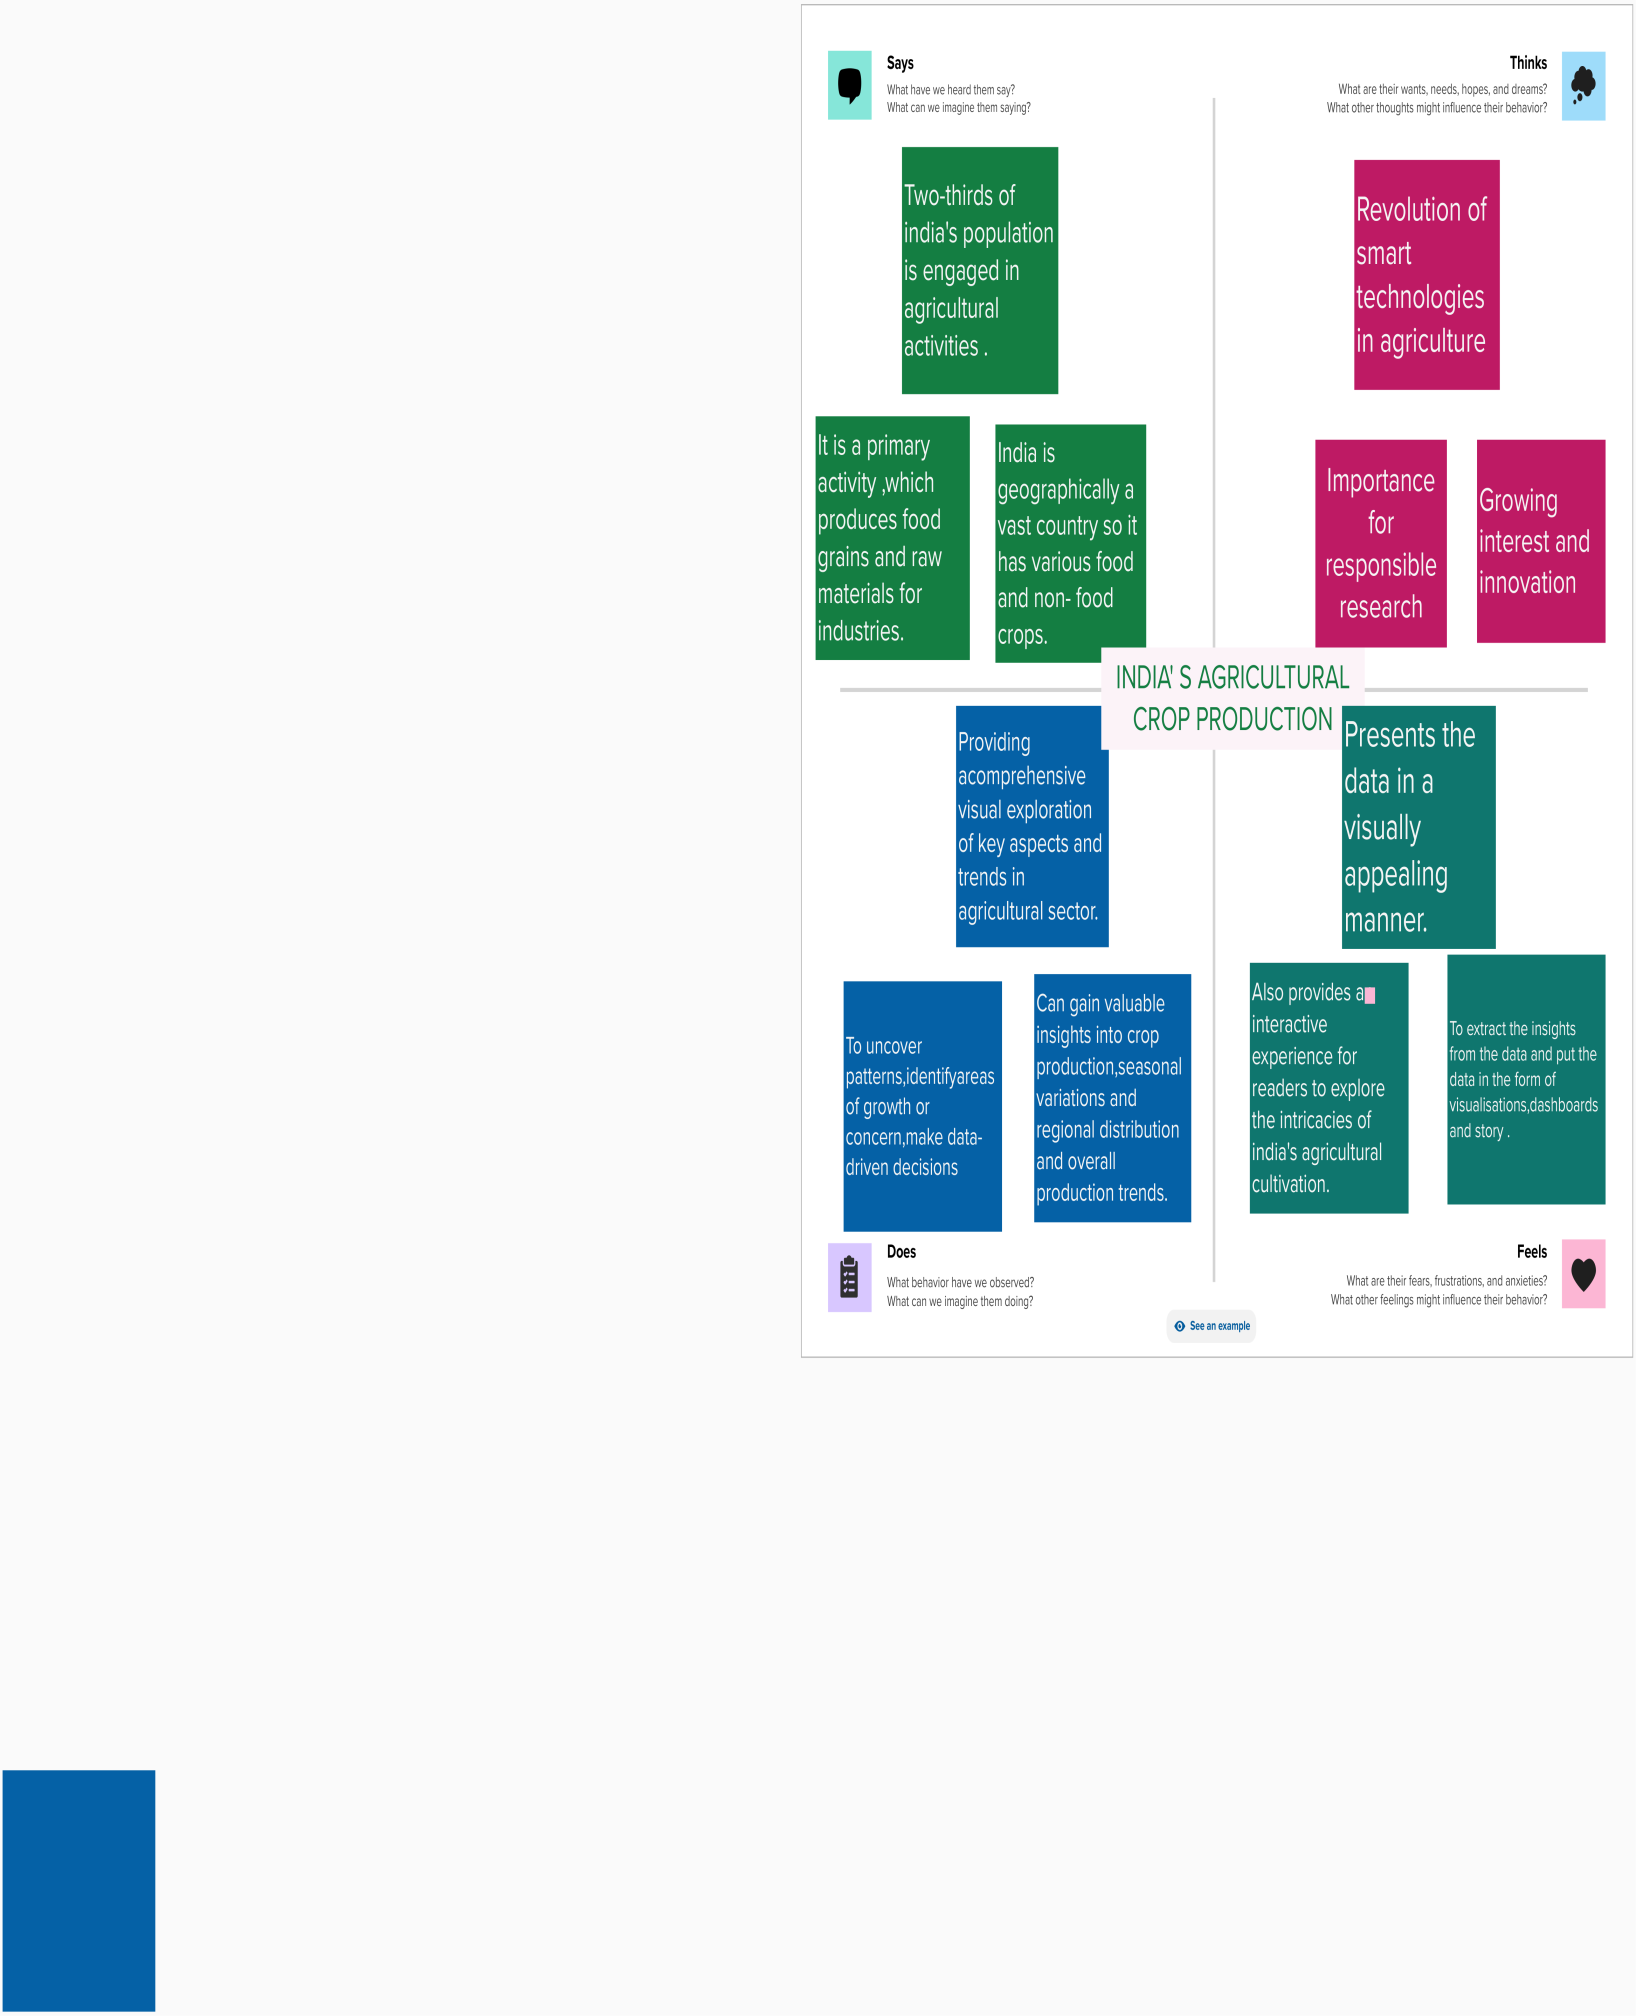 Says
What have we heard them say?
What can we imagine them saying?
Thinks
What are their wants, needs, hopes, and dreams?
What other thoughts might influence their behavior?
Two-thirds of
india's population
is engaged in
agricultural
activities .
Revolution of
smart
technologies
in agriculture
It is a primary
activity ,which
produces food
grains and raw
materials for
industries.
India is
geographically a
vast country so it
has various food
and non- food
crops.
Importance
for
responsible
research
Growing
interest and
innovation
INDIA' S AGRICULTURAL
CROP PRODUCTION
Providing
acomprehensive
visual exploration
of key aspects and
trends in
agricultural sector.
Presents the
data in a
visually
appealing
manner.
To uncover
patterns,identifyareas
of growth or
concern,make data-
driven decisions
Can gain valuable
insights into crop
production,seasonal
variations and
regional distribution
and overall
production trends.
Also provides a
interactive
experience for
readers to explore
the intricacies of
india's agricultural
cultivation.
To extract the insights
from the data and put the
data in the form of
visualisations,dashboards
and story .
Does
What behavior have we observed?
What can we imagine them doing?
Feels
What are their fears, frustrations, and anxieties?
What other feelings might influence their behavior?
See an example